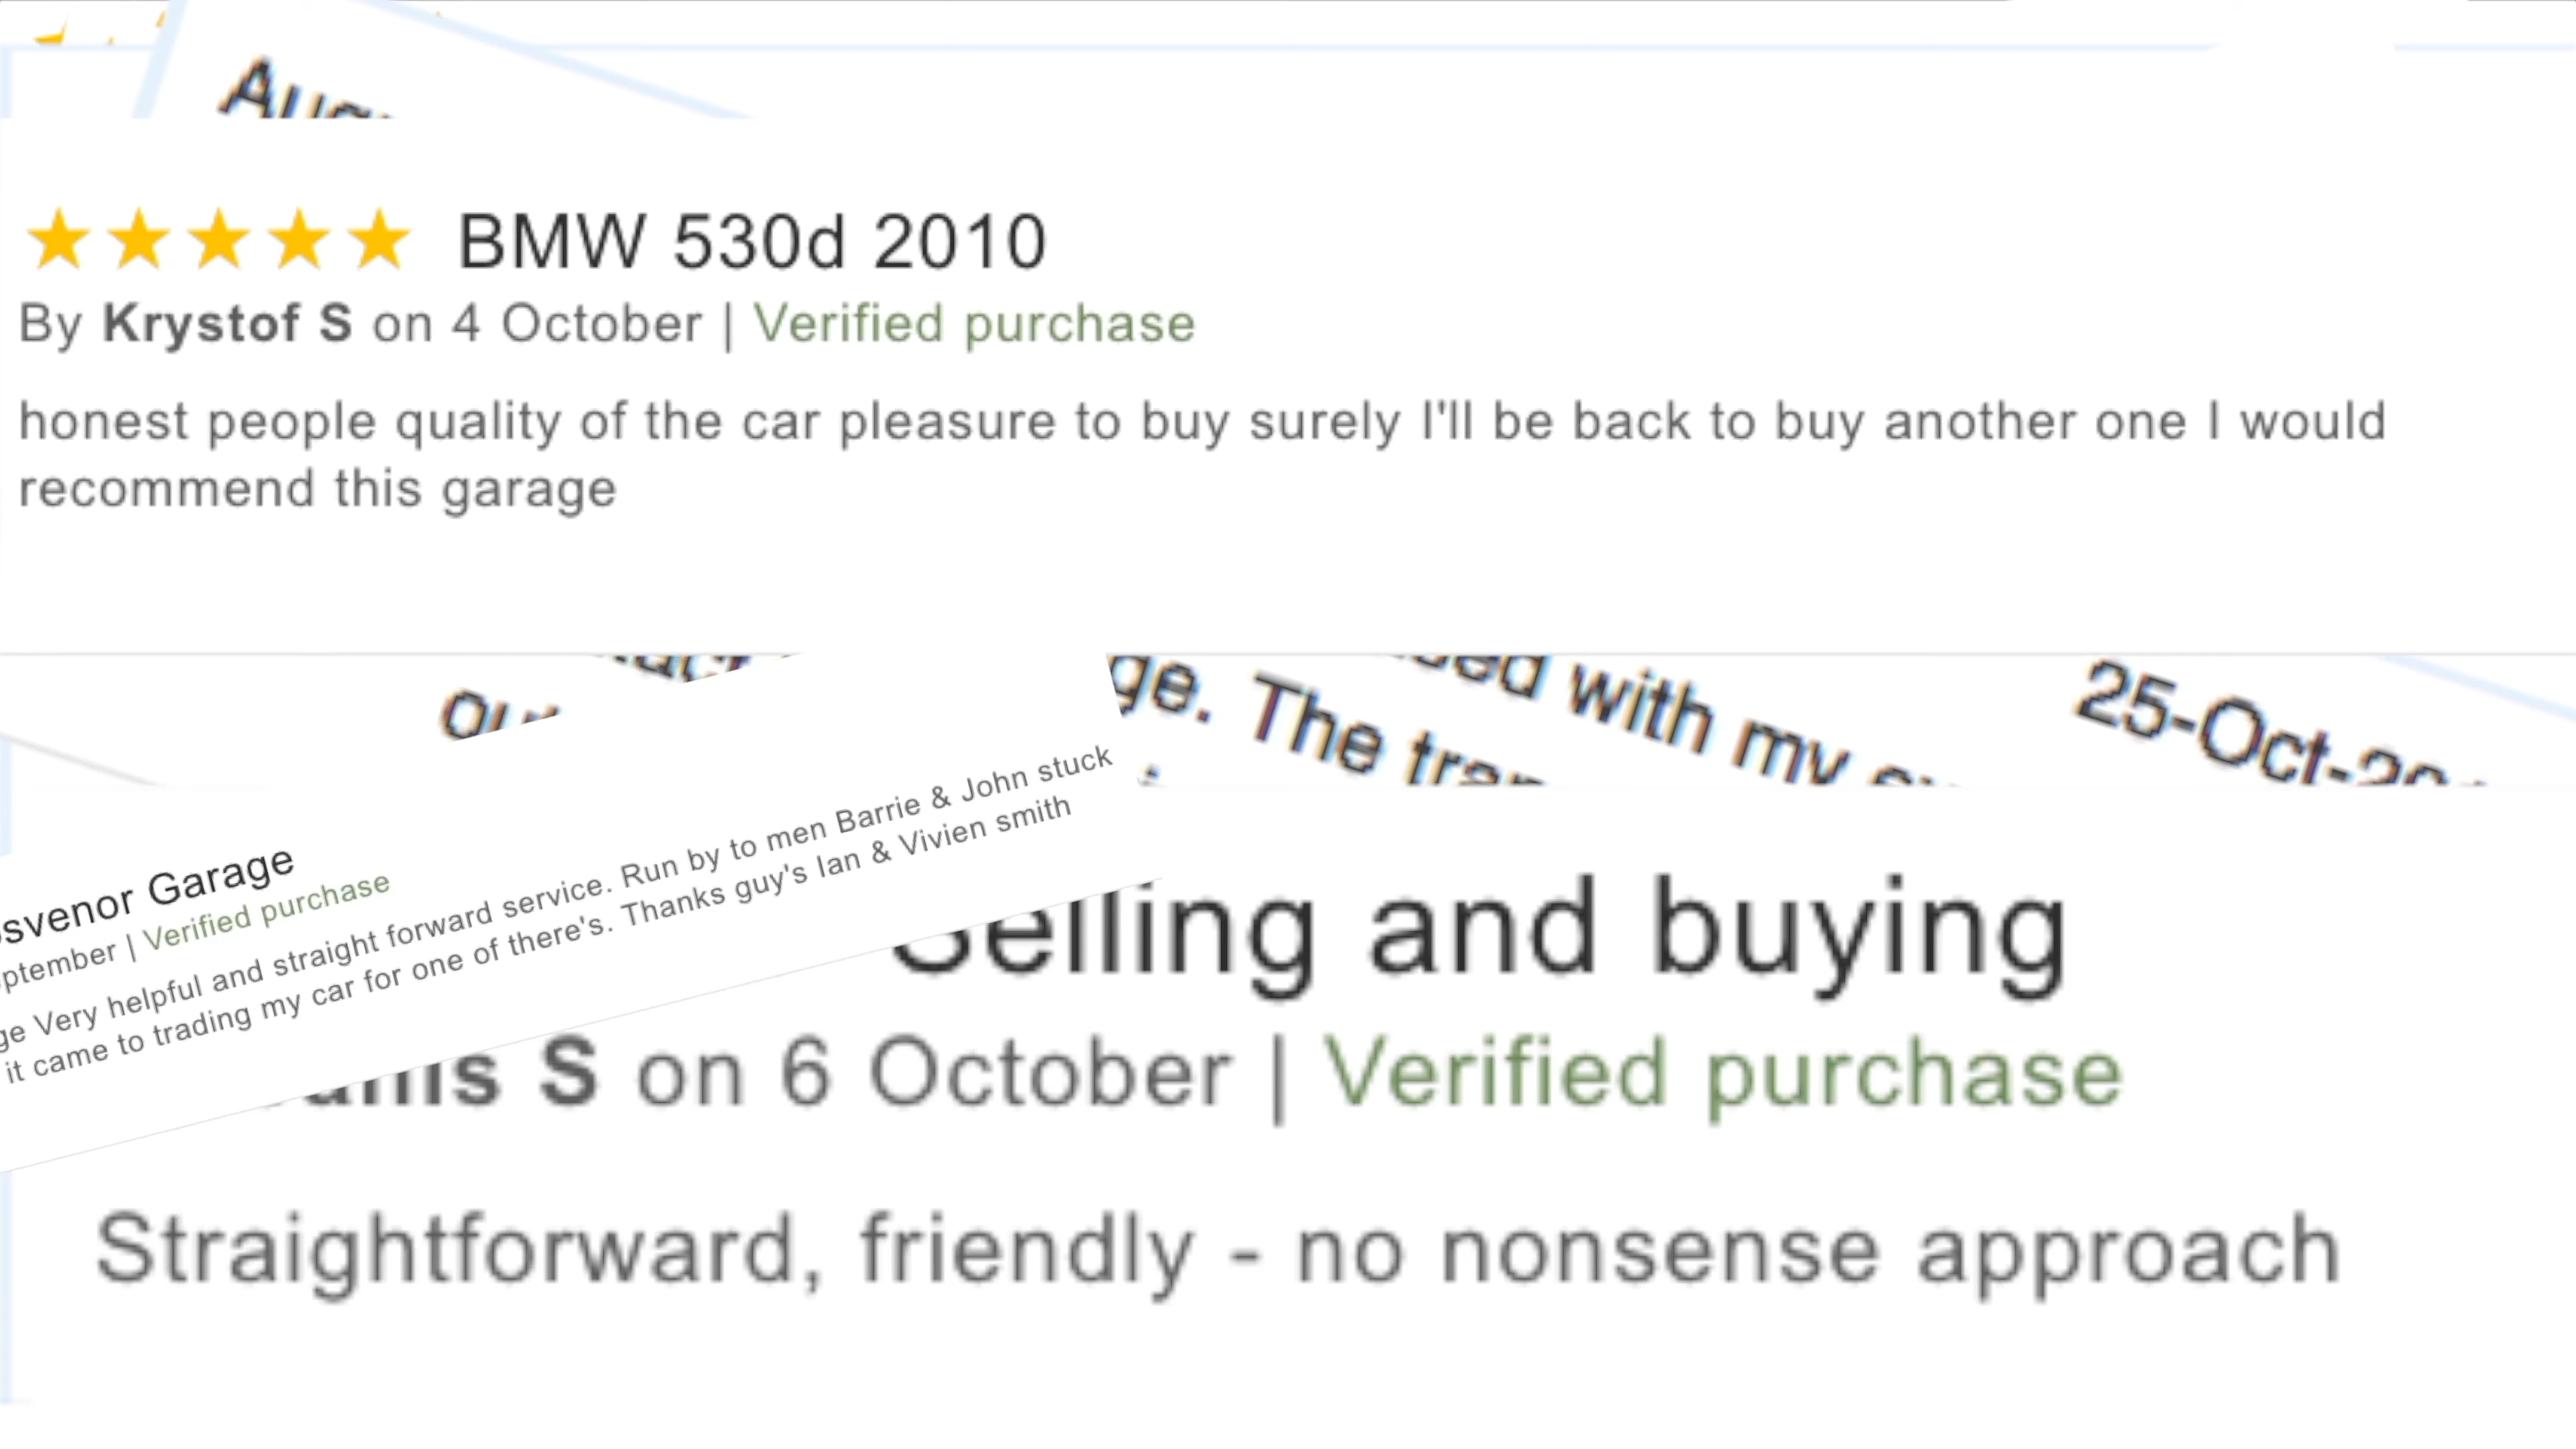 BMW 530d 2010
By Krystof S on 4 October | Verified purchase
honest people quality of the car pleasure to buy surely I'll be back to buy another one I would
recommend this garage
with my
25-Oct-
The
Garage
| Verified purchase
Very helpful and straight forward service. Run by to men Barrie & John stuck
it came to trading my car for one of there's. Thanks guy's Ian & Vivien smith
Selling and buying
S on 6 October | Verified purchase
Straightforward, friendly - no nonsense approach